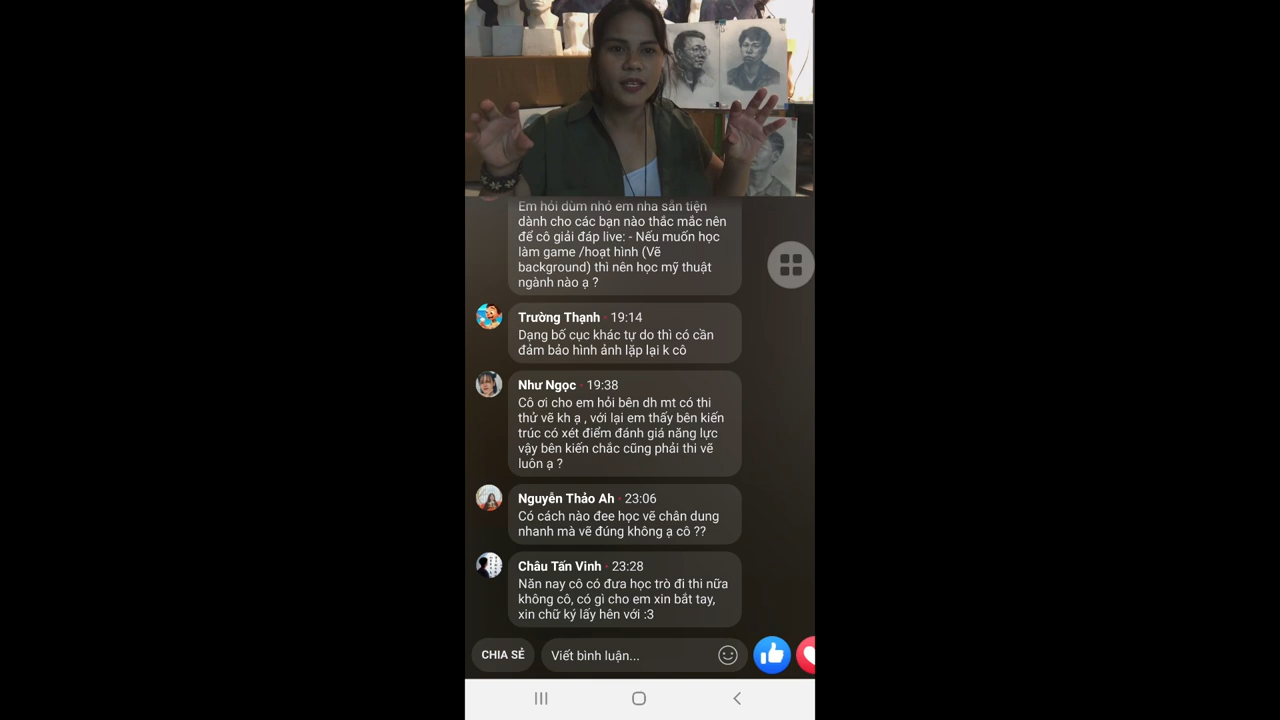 Em hỏi dùm nhỏ em nha sẵn tiện
dành cho các bạn nào thắc mắc nên
để cô giải đáp live: - Nếu muốn học
làm game /hoạt hình (Vẽ
background) thì nên học mỹ thuật
ngành nào ạ ?
Trường Thạnh · 19:14
Dạng bố cục khác tự do thì có cần
đảm bảo hình ảnh lặp lại k cô
Như Ngọc · 19:38
Cô ơi cho em hỏi bên dh mt có thi
thử vẽ kh ạ , với lại em thấy bên kiến
trúc có xét điểm đánh giá năng lực
vậy bên kiến chắc cũng phải thi vẽ
luôn ạ ?
Nguyễn Thảo Ah · 23:06
Có cách nào đee học vẽ chân dung
nhanh mà vẽ đúng không ạ cô ??
Châu Tấn Vinh · 23:28
Năn nay cô có đưa học trò đi thi nữa
không cô, có gì cho em xin bắt tay,
xin chữ ký lấy hên với :3
CHIA SẺ
Viết bình luận...